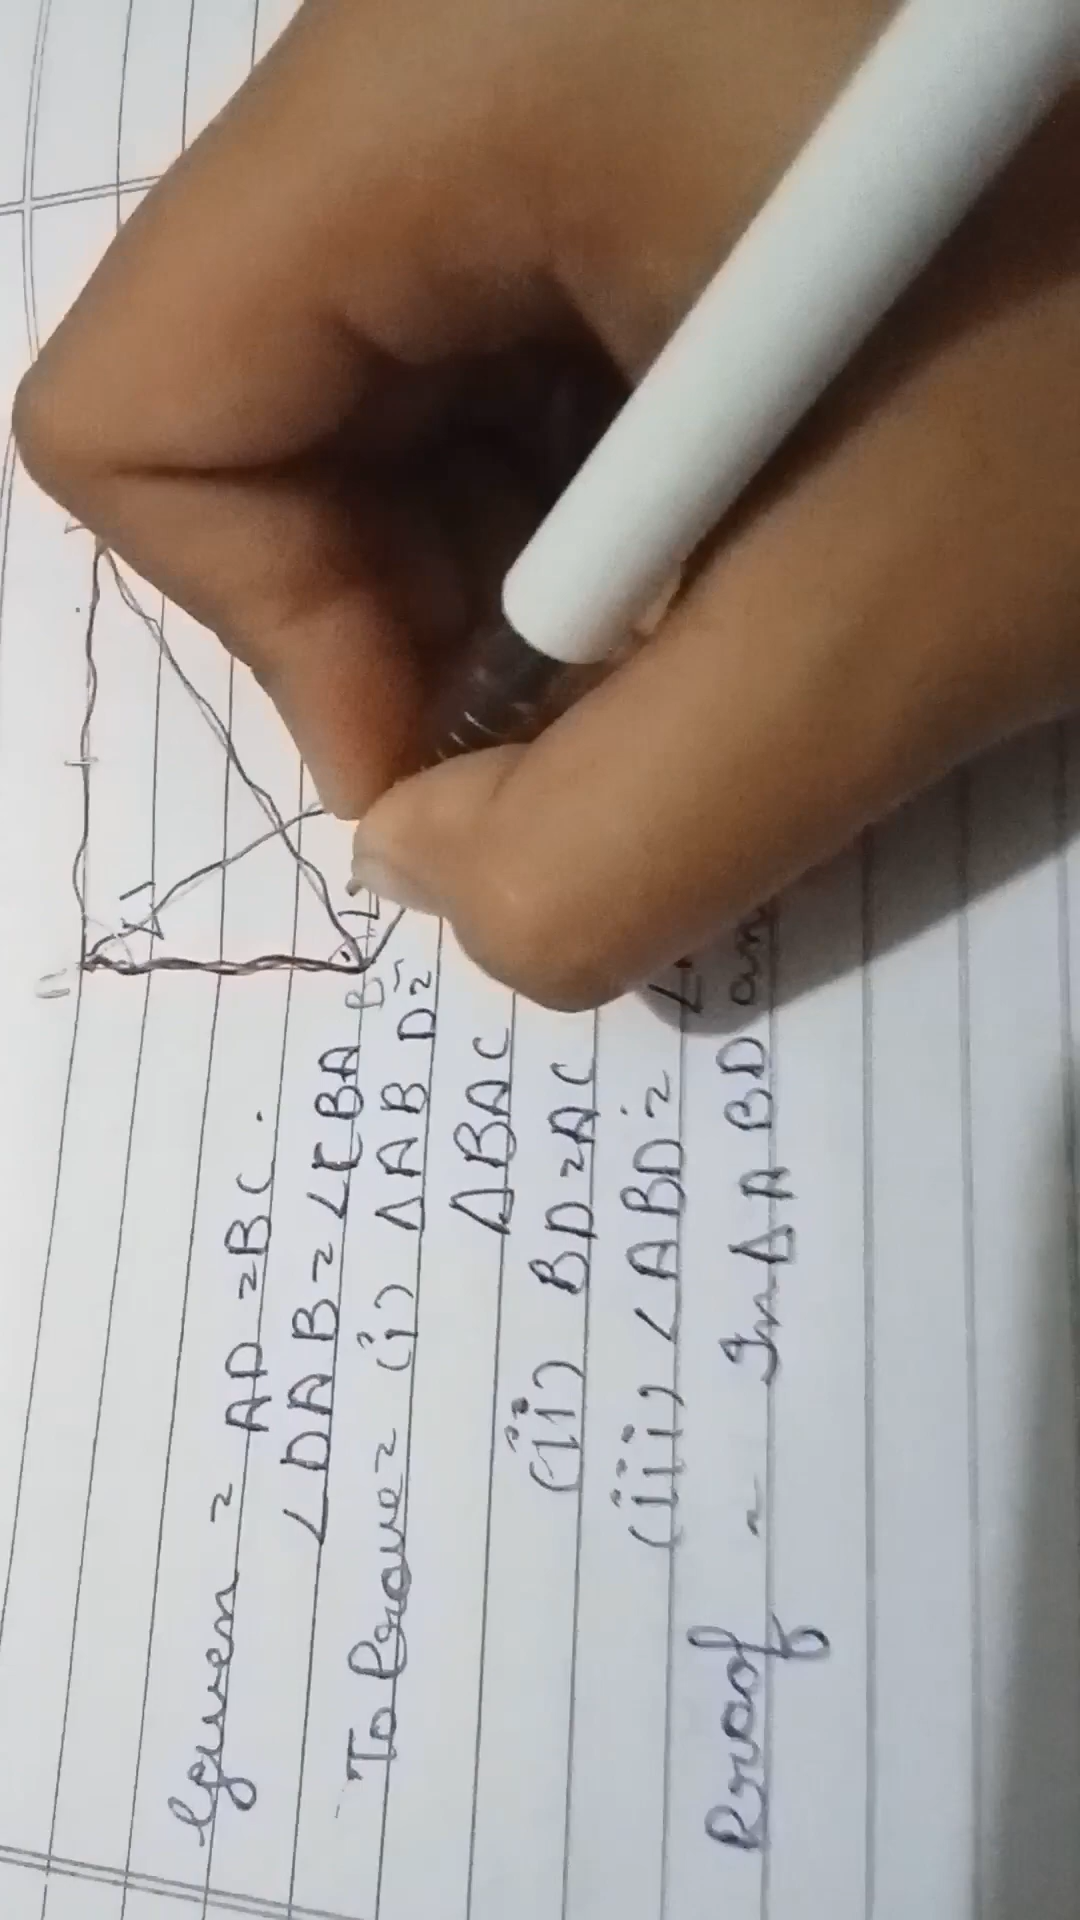 Given = AD = BC.
∠DAB = ∠CBA
To Prove = (i) ΔABD ≅
ΔBAC
(ii) BD = AC
(iii) ∠ABD = ∠
Proof - In ΔABD an
B